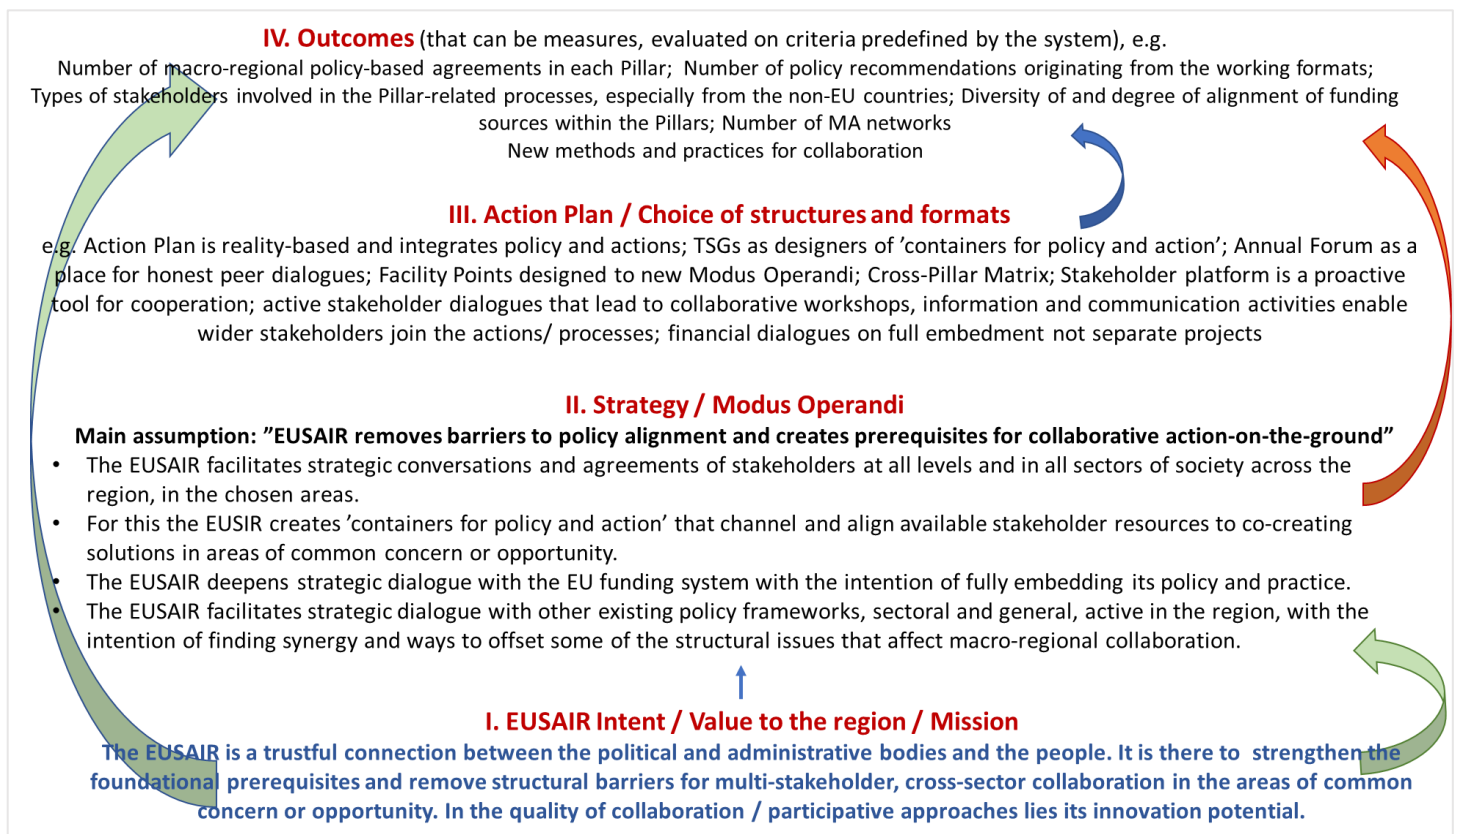 IV. Outcomes (that can be measures, evaluated on criteria predefined by the system), e.g.
Number of macro-regional policy-based agreements in each Pillar; Number of policy recommendations originating from the working formats;
Types of stakeholders involved in the Pillar-related processes, especially from the non-EU countries; Diversity of and degree of alignment of funding
sources within the Pillars; Number of MA networks
New methods and practices for collaboration
III. Action Plan / Choice of structures and formats
e.g. Action Plan is reality-based and integrates policy and actions; TSGs as designers of ’containers for policy and action’; Annual Forum as a
place for honest peer dialogues; Facility Points designed to new Modus Operandi; Cross-Pillar Matrix; Stakeholder platform is a proactive
tool for cooperation; active stakeholder dialogues that lead to collaborative workshops, information and communication activities enable
wider stakeholders join the actions/ processes; financial dialogues on full embedment not separate projects
II. Strategy / Modus Operandi
Main assumption: ”EUSAIR removes barriers to policy alignment and creates prerequisites for collaborative action-on-the-ground”
• The EUSAIR facilitates strategic conversations and agreements of stakeholders at all levels and in all sectors of society across the
region, in the chosen areas.
• For this the EUSIR creates ’containers for policy and action’ that channel and align available stakeholder resources to co-creating
solutions in areas of common concern or opportunity.
• The EUSAIR deepens strategic dialogue with the EU funding system with the intention of fully embedding its policy and practice.
• The EUSAIR facilitates strategic dialogue with other existing policy frameworks, sectoral and general, active in the region, with the
intention of finding synergy and ways to offset some of the structural issues that affect macro-regional collaboration.
I. EUSAIR Intent / Value to the region / Mission
The EUSAIR is a trustful connection between the political and administrative bodies and the people. It is there to strengthen the
foundational prerequisites and remove structural barriers for multi-stakeholder, cross-sector collaboration in the areas of common
concern or opportunity. In the quality of collaboration / participative approaches lies its innovation potential.